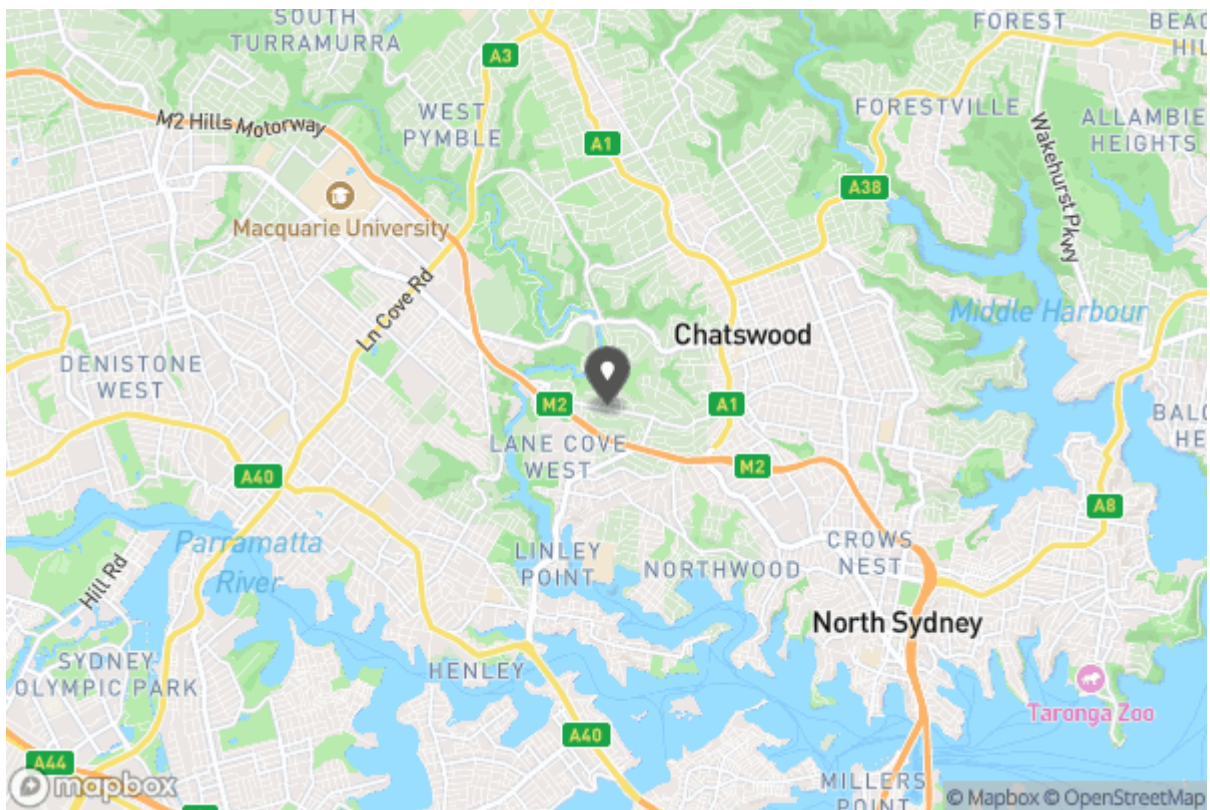 SOUTH
TURRAMURRA
A3
FOREST
BEAC
HIL
M2 Hills Motorway
WEST
PYMBLE
A1
FORESTVILLE
Wakehurst Pkwy
ALLAMBIE
HEIGHTS
A38
Macquarie University
Ln Cove Rd
Middle Harbour
Chatswood
DENISTONE
WEST
M2
A1
BALG
HE
LANE COVE
WEST
M2
A40
A8
Parramatta
River
Hill Rd
LINLEY
POINT
NORTHWOOD
CROWS
NEST
North Sydney
SYDNEY
OLYMPIC PARK
HENLEY
Taronga Zoo
A40
A44
mapbox
MILLERS
POINT
© Mapbox © OpenStreetMap